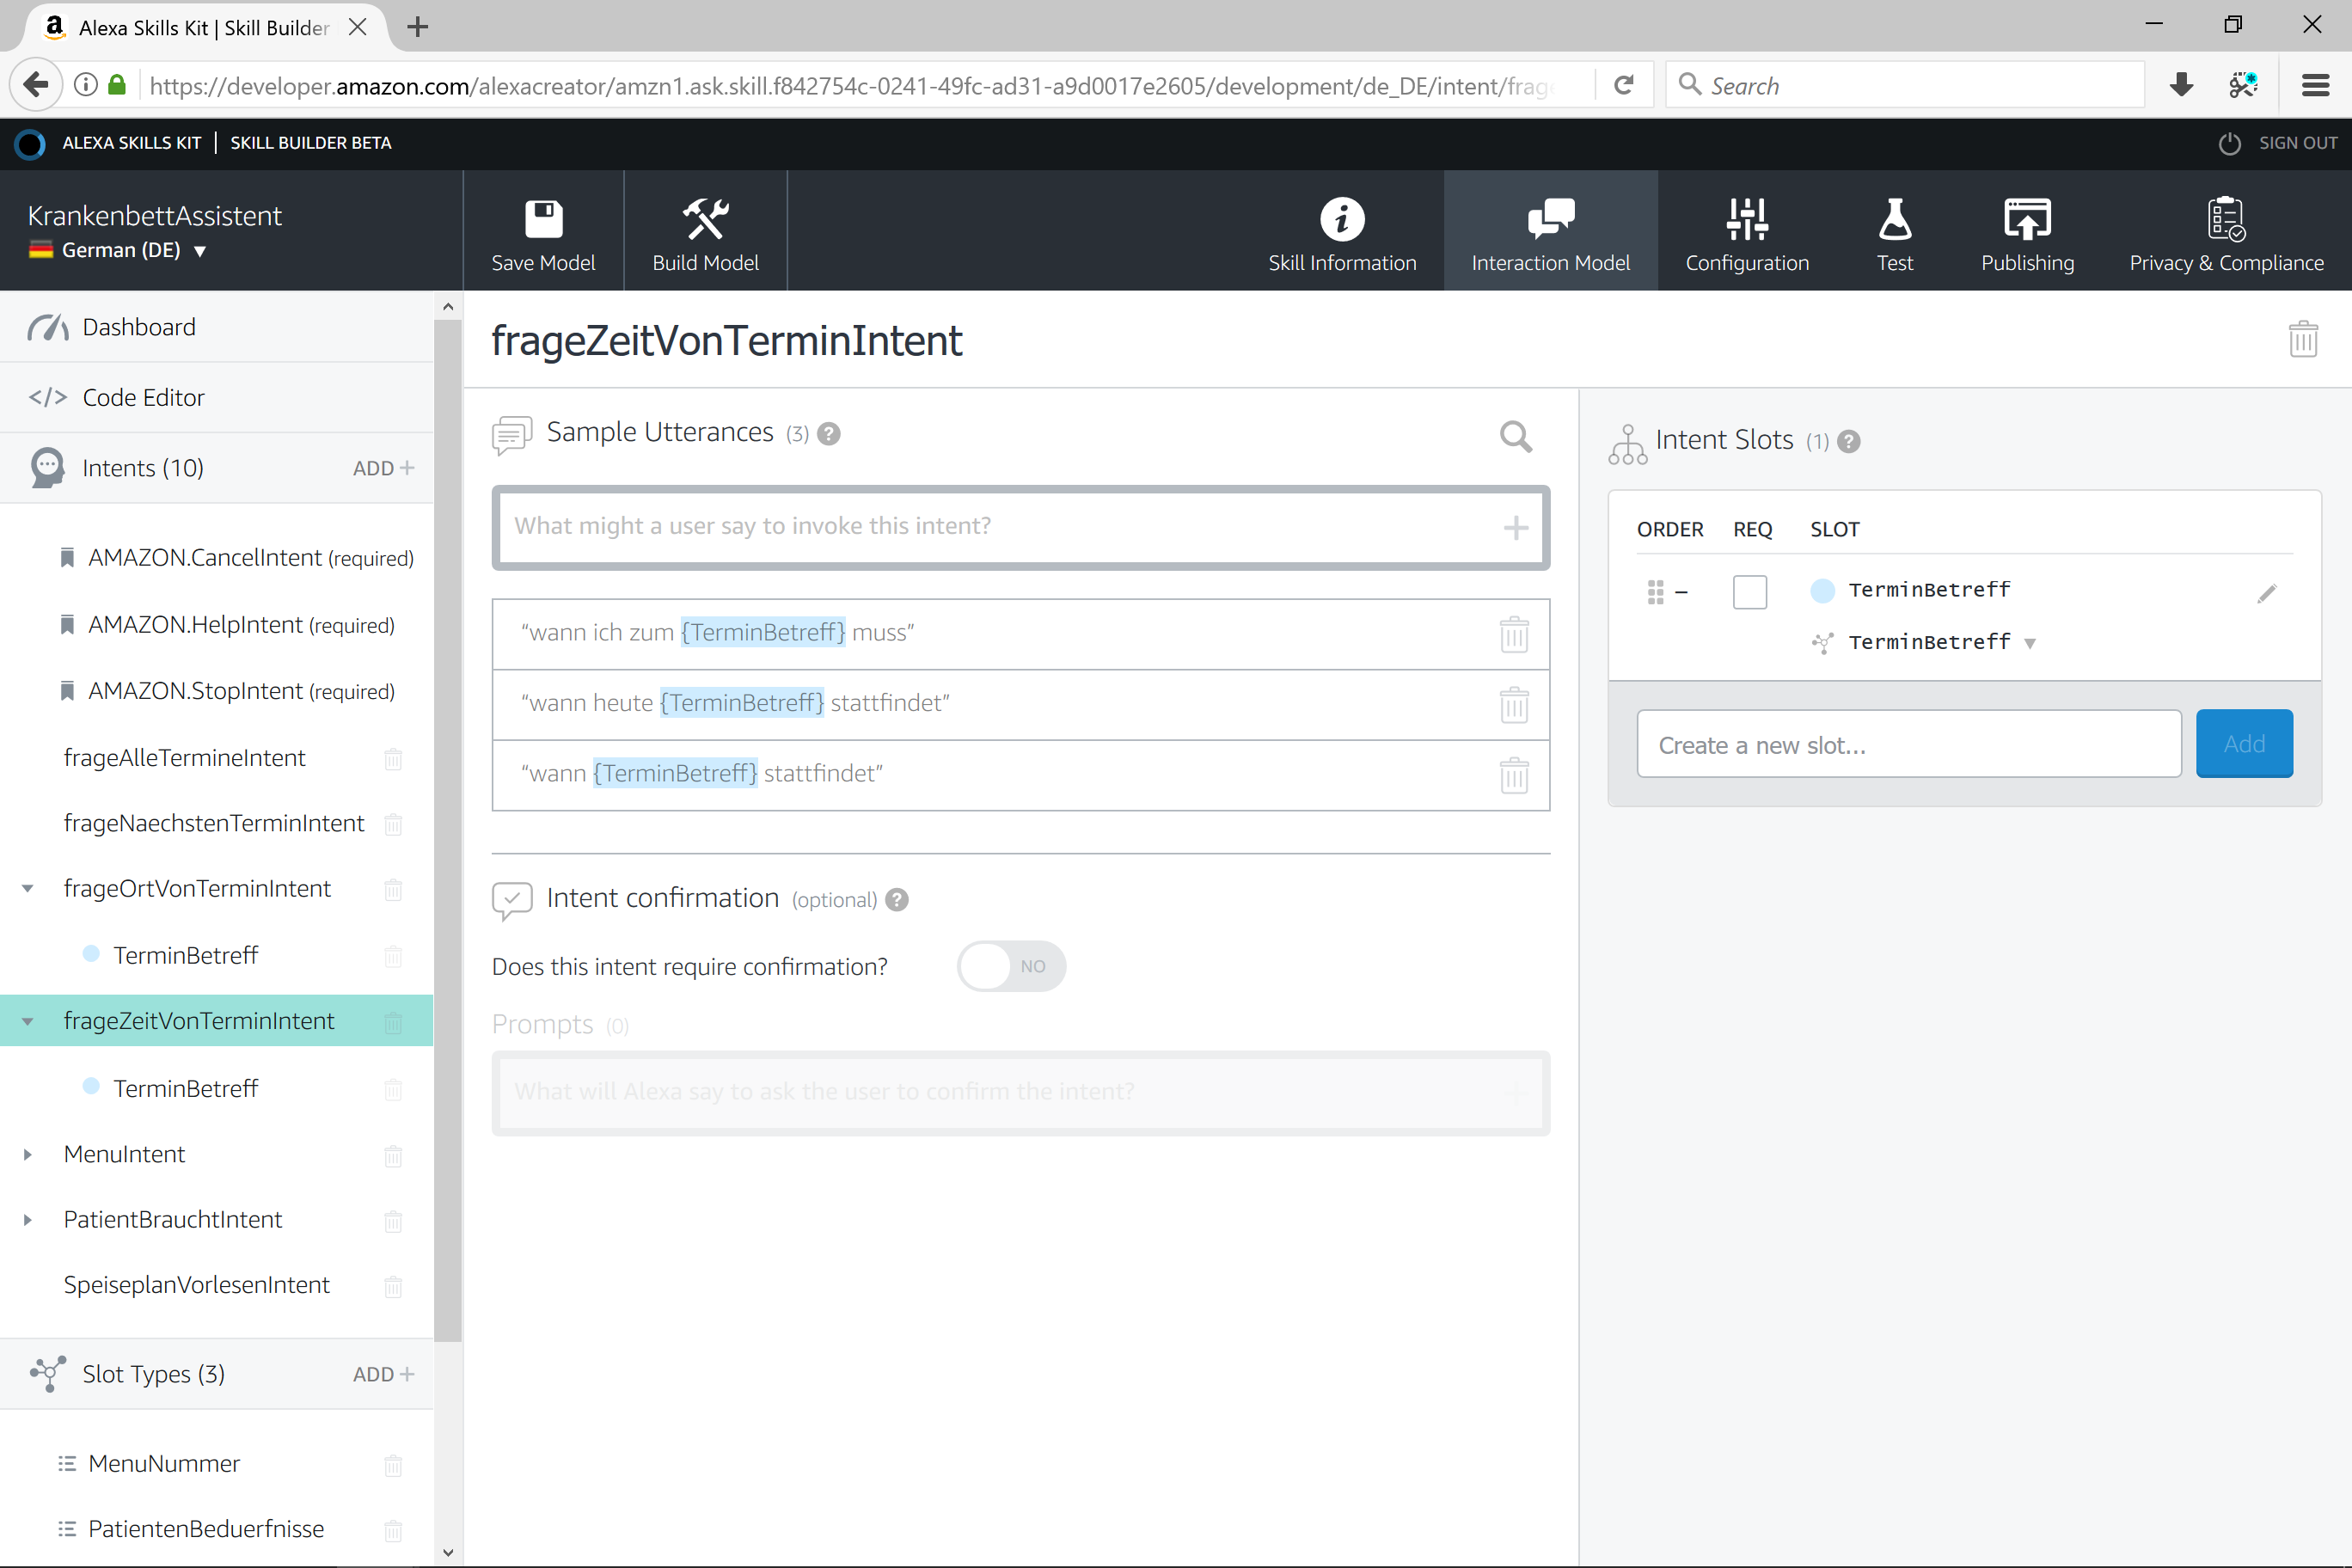 Alexa Skills Kit | Skill Builder
https://developer.amazon.com/alexacreator/amzn1.ask.skill.f842754c-0241-49fc-ad31-a9d0017e2605/development/de_DE/intent/frage
Search
ALEXA SKILLS KIT | SKILL BUILDER BETA
SIGN OUT
KrankenbettAssistent
German (DE)
Save Model
Build Model
Skill Information
Interaction Model
Configuration
Test
Publishing
Privacy & Compliance
Dashboard
Code Editor
Intents (10) ADD +
AMAZON.CancelIntent (required)
AMAZON.HelpIntent (required)
AMAZON.StopIntent (required)
frageAlleTermineIntent
frageNaechstenTerminIntent
frageOrtVonTerminIntent
TerminBetreff
frageZeitVonTerminIntent
TerminBetreff
MenuIntent
PatientBrauchtIntent
SpeiseplanVorlesenIntent
Slot Types (3) ADD +
MenuNummer
PatientenBeduerfnisse
frageZeitVonTerminIntent
Sample Utterances (3) ?
What might a user say to invoke this intent?
“wann ich zum {TerminBetreff} muss”
“wann heute {TerminBetreff} stattfindet”
“wann {TerminBetreff} stattfindet”
Intent confirmation (optional) ?
Does this intent require confirmation? NO
Prompts (0)
What will Alexa say to ask the user to confirm the intent?
Intent Slots (1) ?
ORDER REQ SLOT
– TerminBetreff
TerminBetreff
Create a new slot... Add